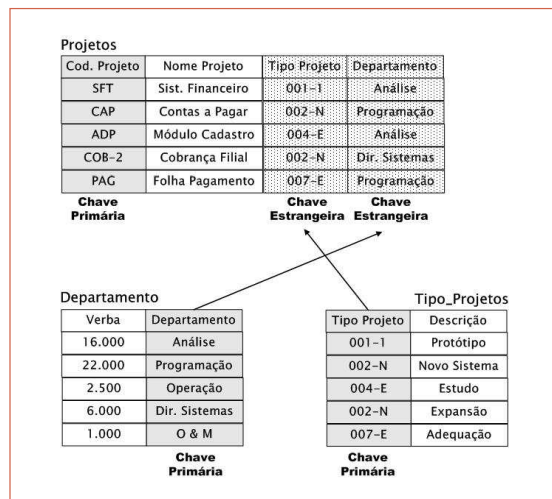 Projetos
Cod. Projeto Nome Projeto Tipo Projeto Departamento
SFT Sist. Financeiro 001-1 Análise
CAP Contas a Pagar 002-N Programação
ADP Módulo Cadastro 004-E Análise
COB-2 Cobrança Filial 002-N Dir. Sistemas
PAG Folha Pagamento 007-E Programação
Chave Chave Chave
Primária Estrangeira Estrangeira
Departamento
Verba Departamento
16.000 Análise
22.000 Programação
2.500 Operação
6.000 Dir. Sistemas
1.000 O & M
Chave
Primária
Tipo_Projetos
Tipo Projeto Descrição
001-1 Protótipo
002-N Novo Sistema
004-E Estudo
002-N Expansão
007-E Adequação
Chave
Primária